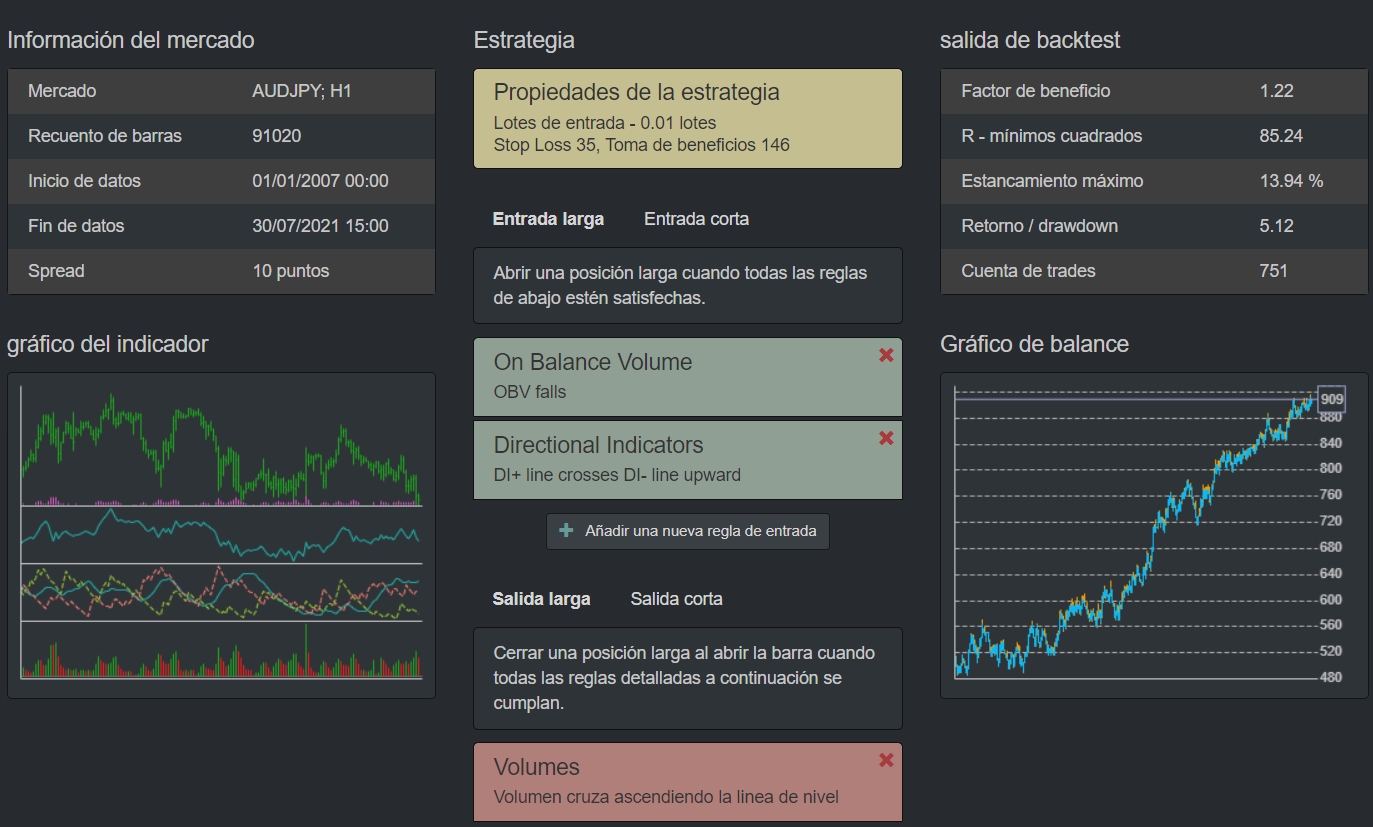 Información del mercado
Mercado AUDJPY; H1
Recuento de barras 91020
Inicio de datos 01/01/2007 00:00
Fin de datos 30/07/2021 15:00
Spread 10 puntos
gráfico del indicador
Estrategia
Propiedades de la estrategia
Lotes de entrada - 0.01 lotes
Stop Loss 35, Toma de beneficios 146
Entrada larga Entrada corta
Abrir una posición larga cuando todas las reglas
de abajo estén satisfechas.
On Balance Volume
OBV falls
Directional Indicators
DI+ line crosses DI- line upward
Añadir una nueva regla de entrada
Salida larga Salida corta
Cerrar una posición larga al abrir la barra cuando
todas las reglas detalladas a continuación se
cumplan.
Volumes
Volumen cruza ascendiendo la linea de nivel
salida de backtest
Factor de beneficio 1.22
R - mínimos cuadrados 85.24
Estancamiento máximo 13.94 %
Retorno / drawdown 5.12
Cuenta de trades 751
Gráfico de balance
909
880
840
800
760
720
680
640
600
560
520
480